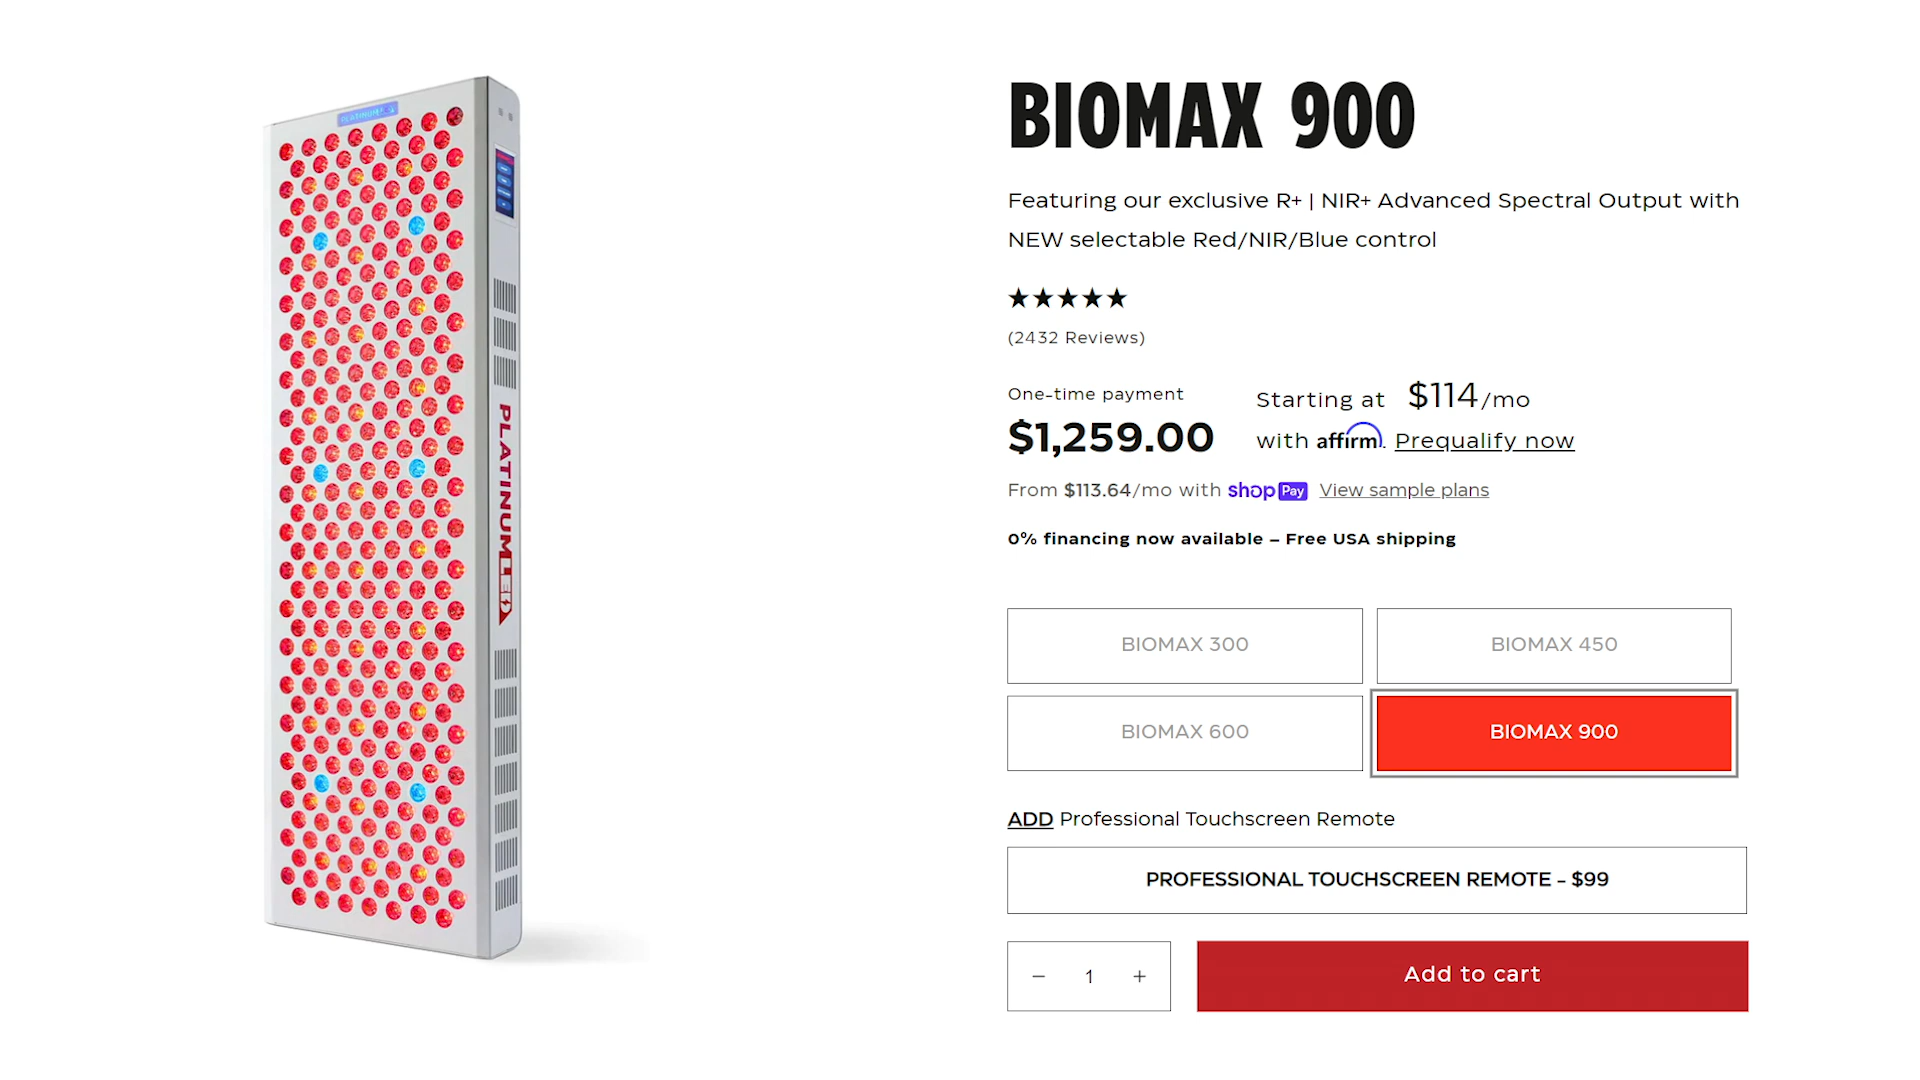 PLATINUM
PLATINUMLED
BIOMAX 900
Featuring our exclusive R+ | NIR+ Advanced Spectral Output with
NEW selectable Red/NIR/Blue control
★★★★★
(2432 Reviews)
One-time payment
$1,259.00
Starting at $114/mo
with affirm. Prequalify now
From $113.64/mo with shop Pay View sample plans
0% financing now available – Free USA shipping
BIOMAX 300
BIOMAX 450
BIOMAX 600
BIOMAX 900
ADD Professional Touchscreen Remote
PROFESSIONAL TOUCHSCREEN REMOTE - $99
− 1 +
Add to cart